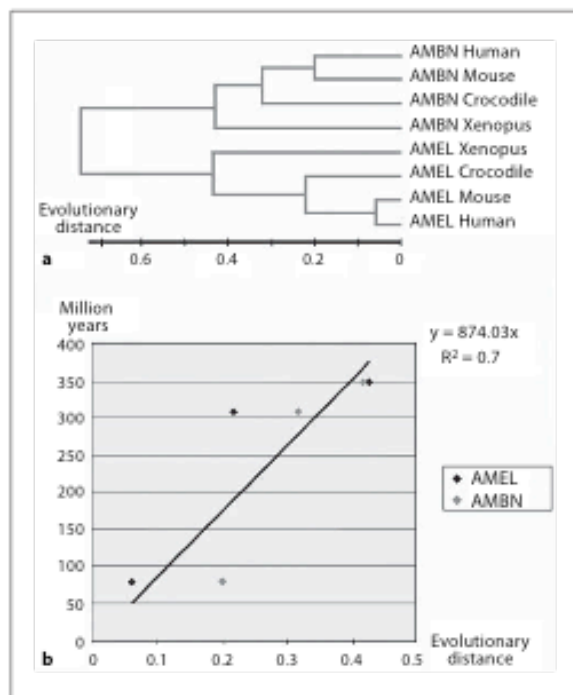 AMBN Human
AMBN Mouse
AMBN Crocodile
AMBN Xenopus
AMEL Xenopus
AMEL Crocodile
AMEL Mouse
AMEL Human
Evolutionary
distance
a
0.6
0.4
0.2
0
Million
years
y = 874.03x
R² = 0.7
400
350
300
250
200
150
100
50
0
AMEL
AMBN
b
0
0.1
0.2
0.3
0.4
0.5
Evolutionary
distance